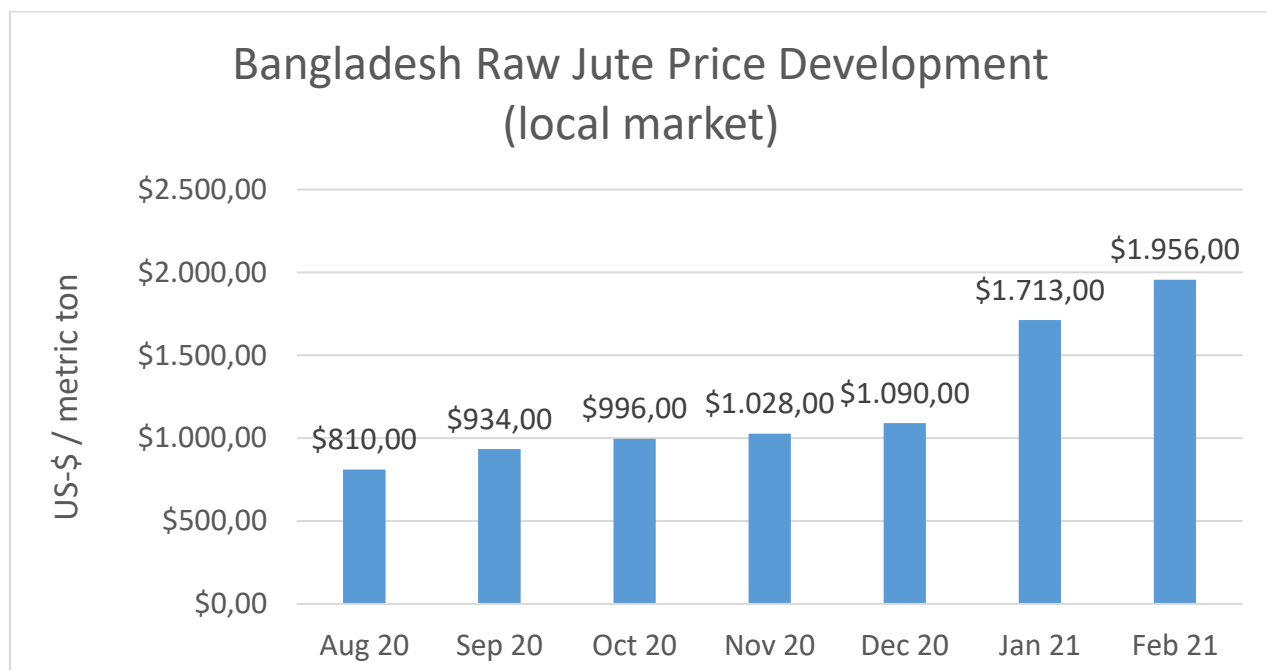 Bangladesh Raw Jute Price Development
(local market)
US-$ / metric ton
$2.500,00
$2.000,00
$1.500,00
$1.000,00
$500,00
$0,00
$810,00
$934,00
$996,00
$1.028,00
$1.090,00
$1.713,00
$1.956,00
Aug 20
Sep 20
Oct 20
Nov 20
Dec 20
Jan 21
Feb 21